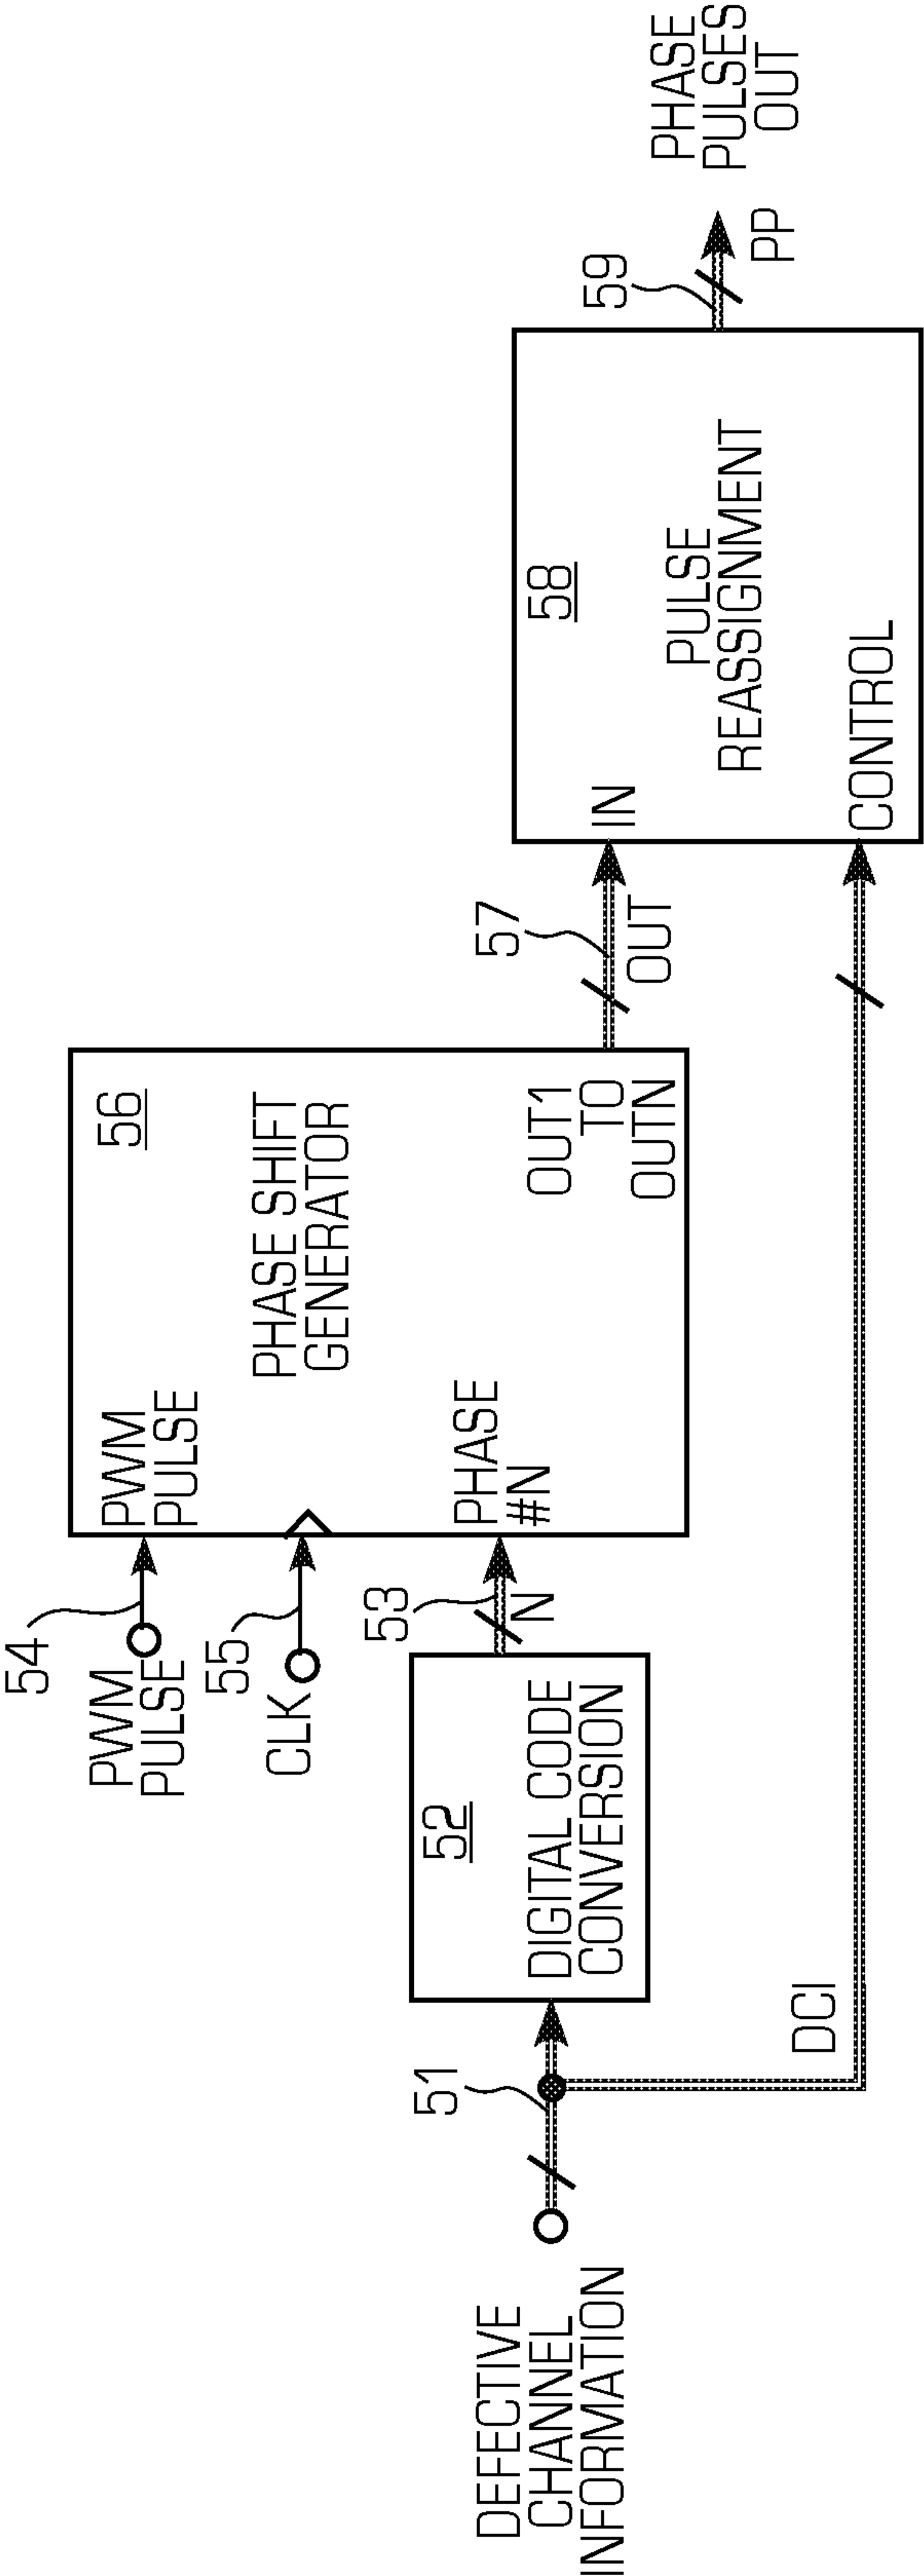 DEFECTIVE
CHANNEL
INFORMATION
51
DCI
52
DIGITAL CODE
CONVERSION
53
N
54
PWM
PULSE
55
CLK
PWM
PULSE
56
PHASE SHIFT
GENERATOR
PHASE
#N
OUT1
TO
OUTN
57
OUT
IN
58
PULSE
REASSIGNMENT
CONTROL
59
PP
PHASE
PULSES
OUT